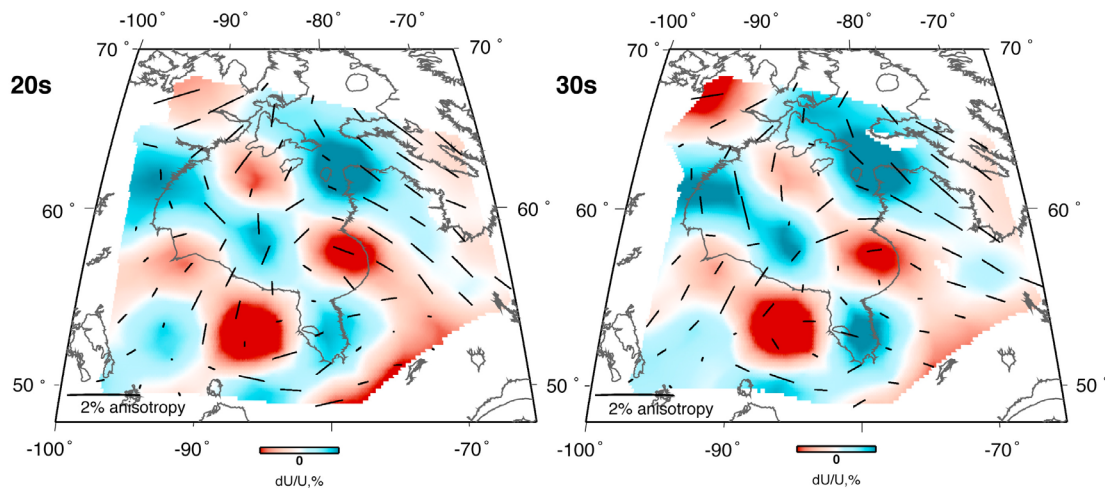 -100 ° -90 ° -80 ° -70 ° -100 ° -90 ° -80 ° -70 °
70 ° 70 ° 70 ° 70 °
20s 30s
60 ° 60 ° 60 ° 60 °
50 ° 50 ° 50 ° 50 °
2% anisotropy 2% anisotropy
-100 ° -90 ° -80 ° -70 ° -100 ° -90 ° -80 ° -70 °
0 0
dU/U,% dU/U,%